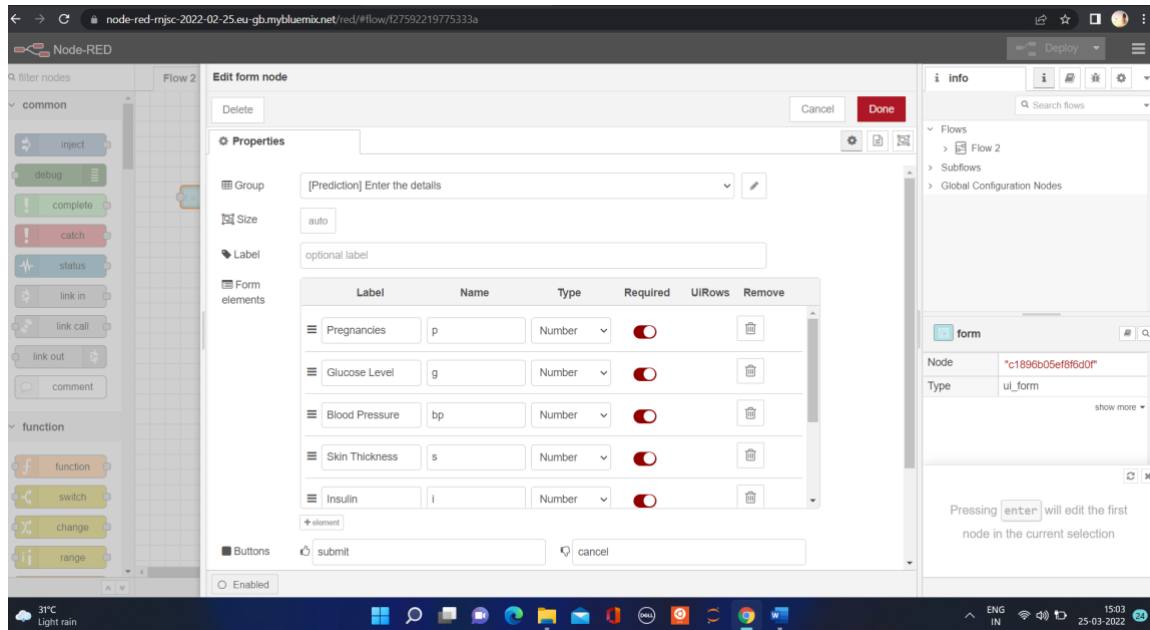 node-red-rnjsc-2022-02-25.eu-gb.mybluemix.net/red/#flow/f27592219775333a
Node-RED
Deploy
filter nodes
Flow 2
Edit form node
i info
common
Delete
Cancel
Done
Search flows
Properties
Flows
Flow 2
Subflows
Global Configuration Nodes
inject
debug
complete
catch
status
link in
link call
link out
comment
function
function
switch
change
range
Group
[Prediction] Enter the details
Size
auto
Label
optional label
Form elements
Label Name Type Required UiRows Remove
Pregnancies p Number
Glucose Level g Number
Blood Pressure bp Number
Skin Thickness s Number
Insulin i Number
+ element
Buttons submit cancel
Enabled
form
Node "c1896b05ef8f6d0f"
Type ui_form
show more
Pressing enter will edit the first
node in the current selection
31°C
Light rain
DELL
ENG
IN
15:03
25-03-2022
24